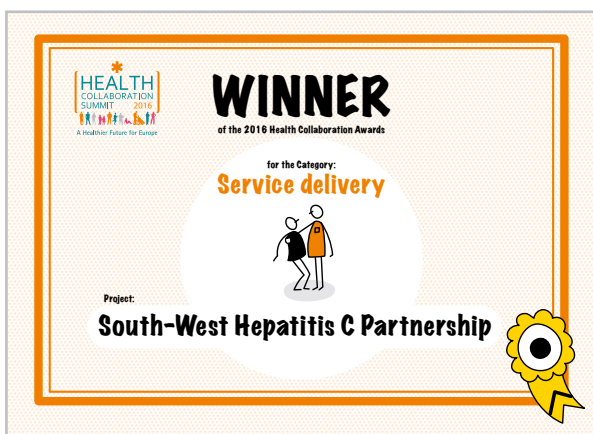 HEALTH
COLLABORATION
SUMMIT 2016
A Healthier Future for Europe
WINNER
of the 2016 Health Collaboration Awards
for the Category:
Service delivery
Project:
South-West Hepatitis C Partnership